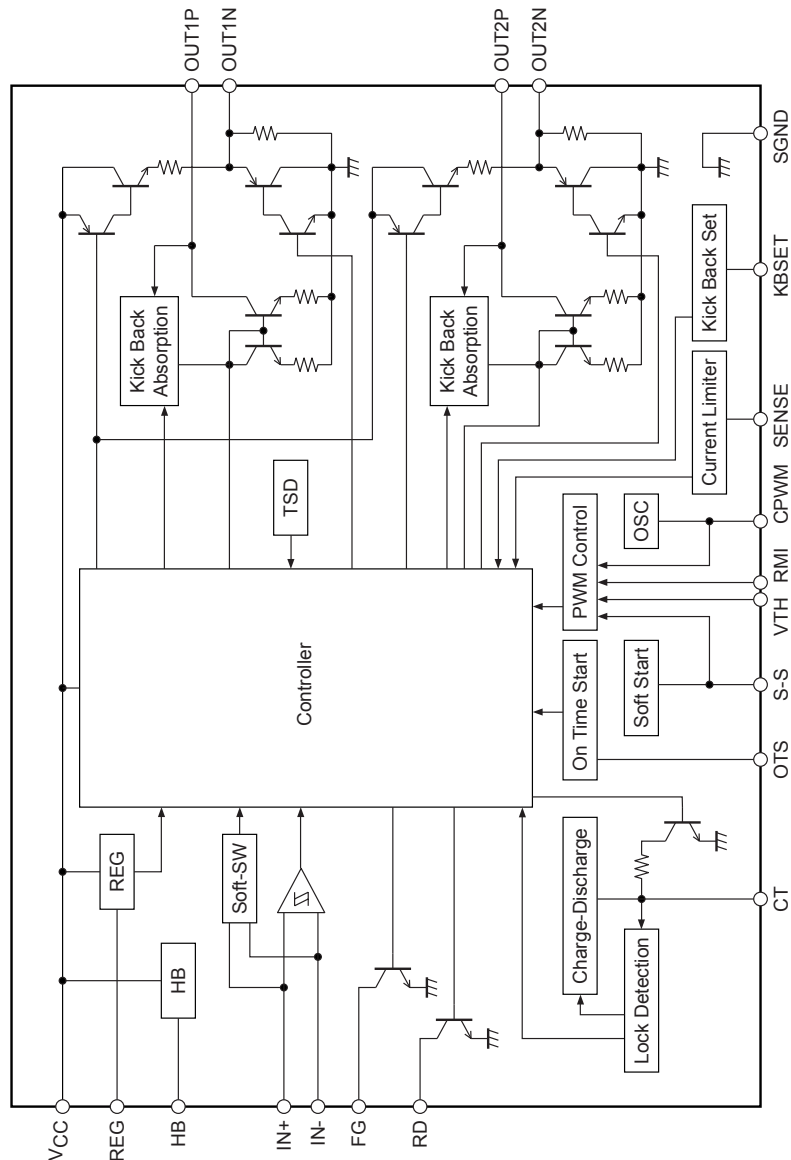 OUT1P
OUT1N
OUT2P
OUT2N
SGND
Kick Back
Absorption
Kick Back
Absorption
Kick Back Set
KBSET
Current Limiter
SENSE
TSD
OSC
CPWM
PWM Control
RMI
VTH
Controller
Soft Start
S-S
On Time Start
OTS
REG
Soft-SW
HB
Charge-Discharge
Lock Detection
CT
VCC
REG
HB
IN+
IN-
FG
RD